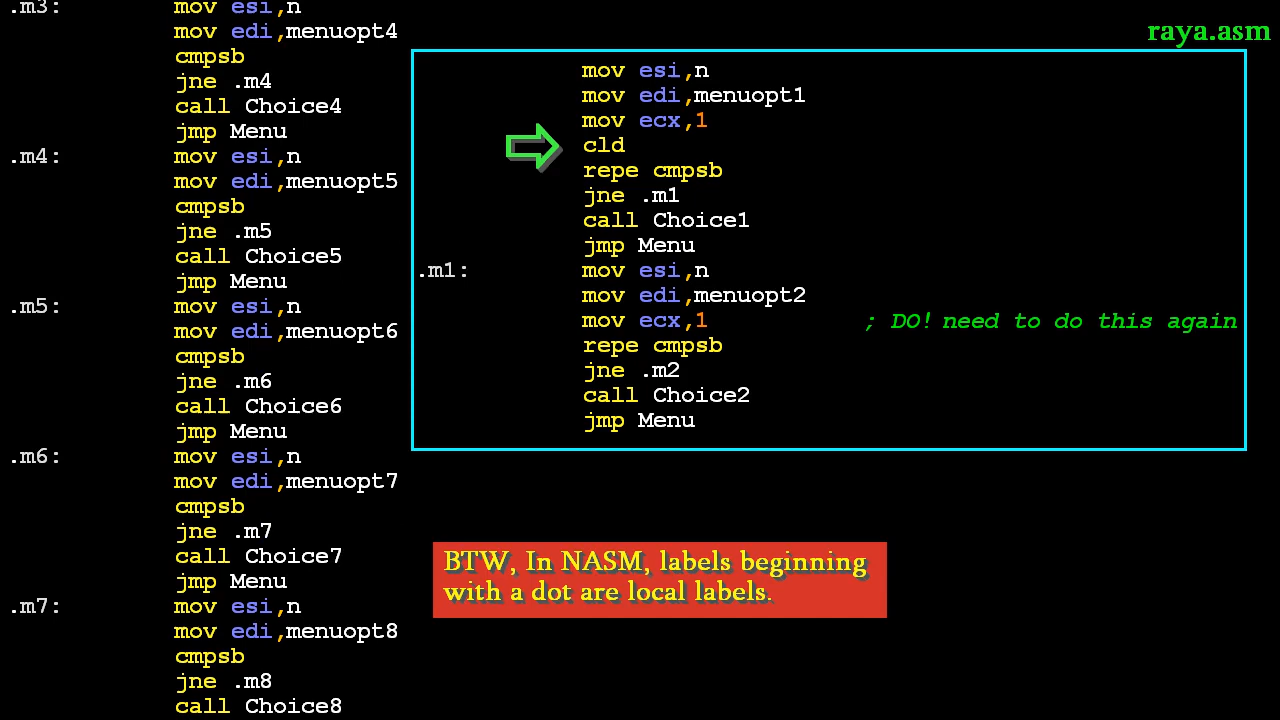 .m3: mov esi,n
mov edi,menuopt4
cmpsb
jne .m4
call Choice4
jmp Menu
.m4: mov esi,n
mov edi,menuopt5
cmpsb
jne .m5
call Choice5
jmp Menu
.m5: mov esi,n
mov edi,menuopt6
cmpsb
jne .m6
call Choice6
jmp Menu
.m6: mov esi,n
mov edi,menuopt7
cmpsb
jne .m7
call Choice7
jmp Menu
.m7: mov esi,n
mov edi,menuopt8
cmpsb
jne .m8
call Choice8
raya.asm
mov esi,n
mov edi,menuopt1
mov ecx,1
cld
repe cmpsb
jne .m1
call Choice1
jmp Menu
.m1: mov esi,n
mov edi,menuopt2
mov ecx,1 ; DO! need to do this again
repe cmpsb
jne .m2
call Choice2
jmp Menu
BTW, In NASM, labels beginning
with a dot are local labels.